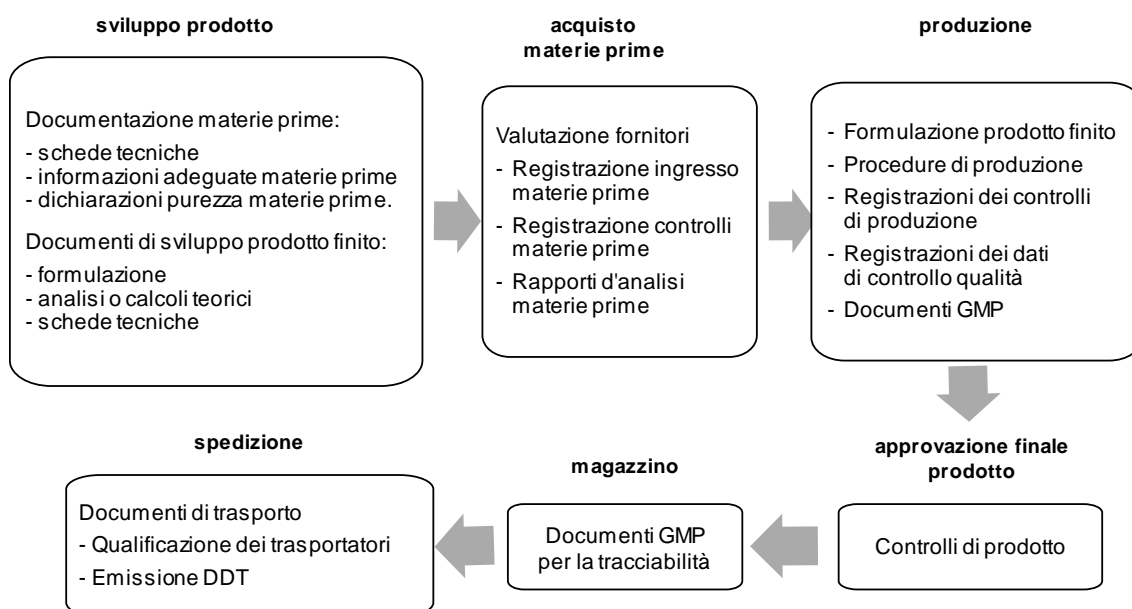 sviluppo prodotto
Documentazione materie prime:
- schede tecniche
- informazioni adeguate materie prime
- dichiarazioni purezza materie prime.
Documenti di sviluppo prodotto finito:
- formulazione
- analisi o calcoli teorici
- schede tecniche
acquisto
materie prime
Valutazione fornitori
- Registrazione ingresso
materie prime
- Registrazione controlli
materie prime
- Rapporti d'analisi
materie prime
produzione
- Formulazione prodotto finito
- Procedure di produzione
- Registrazioni dei controlli
di produzione
- Registrazioni dei dati
di controllo qualità
- Documenti GMP
approvazione finale
prodotto
Controlli di prodotto
magazzino
Documenti GMP
per la tracciabilità
spedizione
Documenti di trasporto
- Qualificazione dei trasportatori
- Emissione DDT